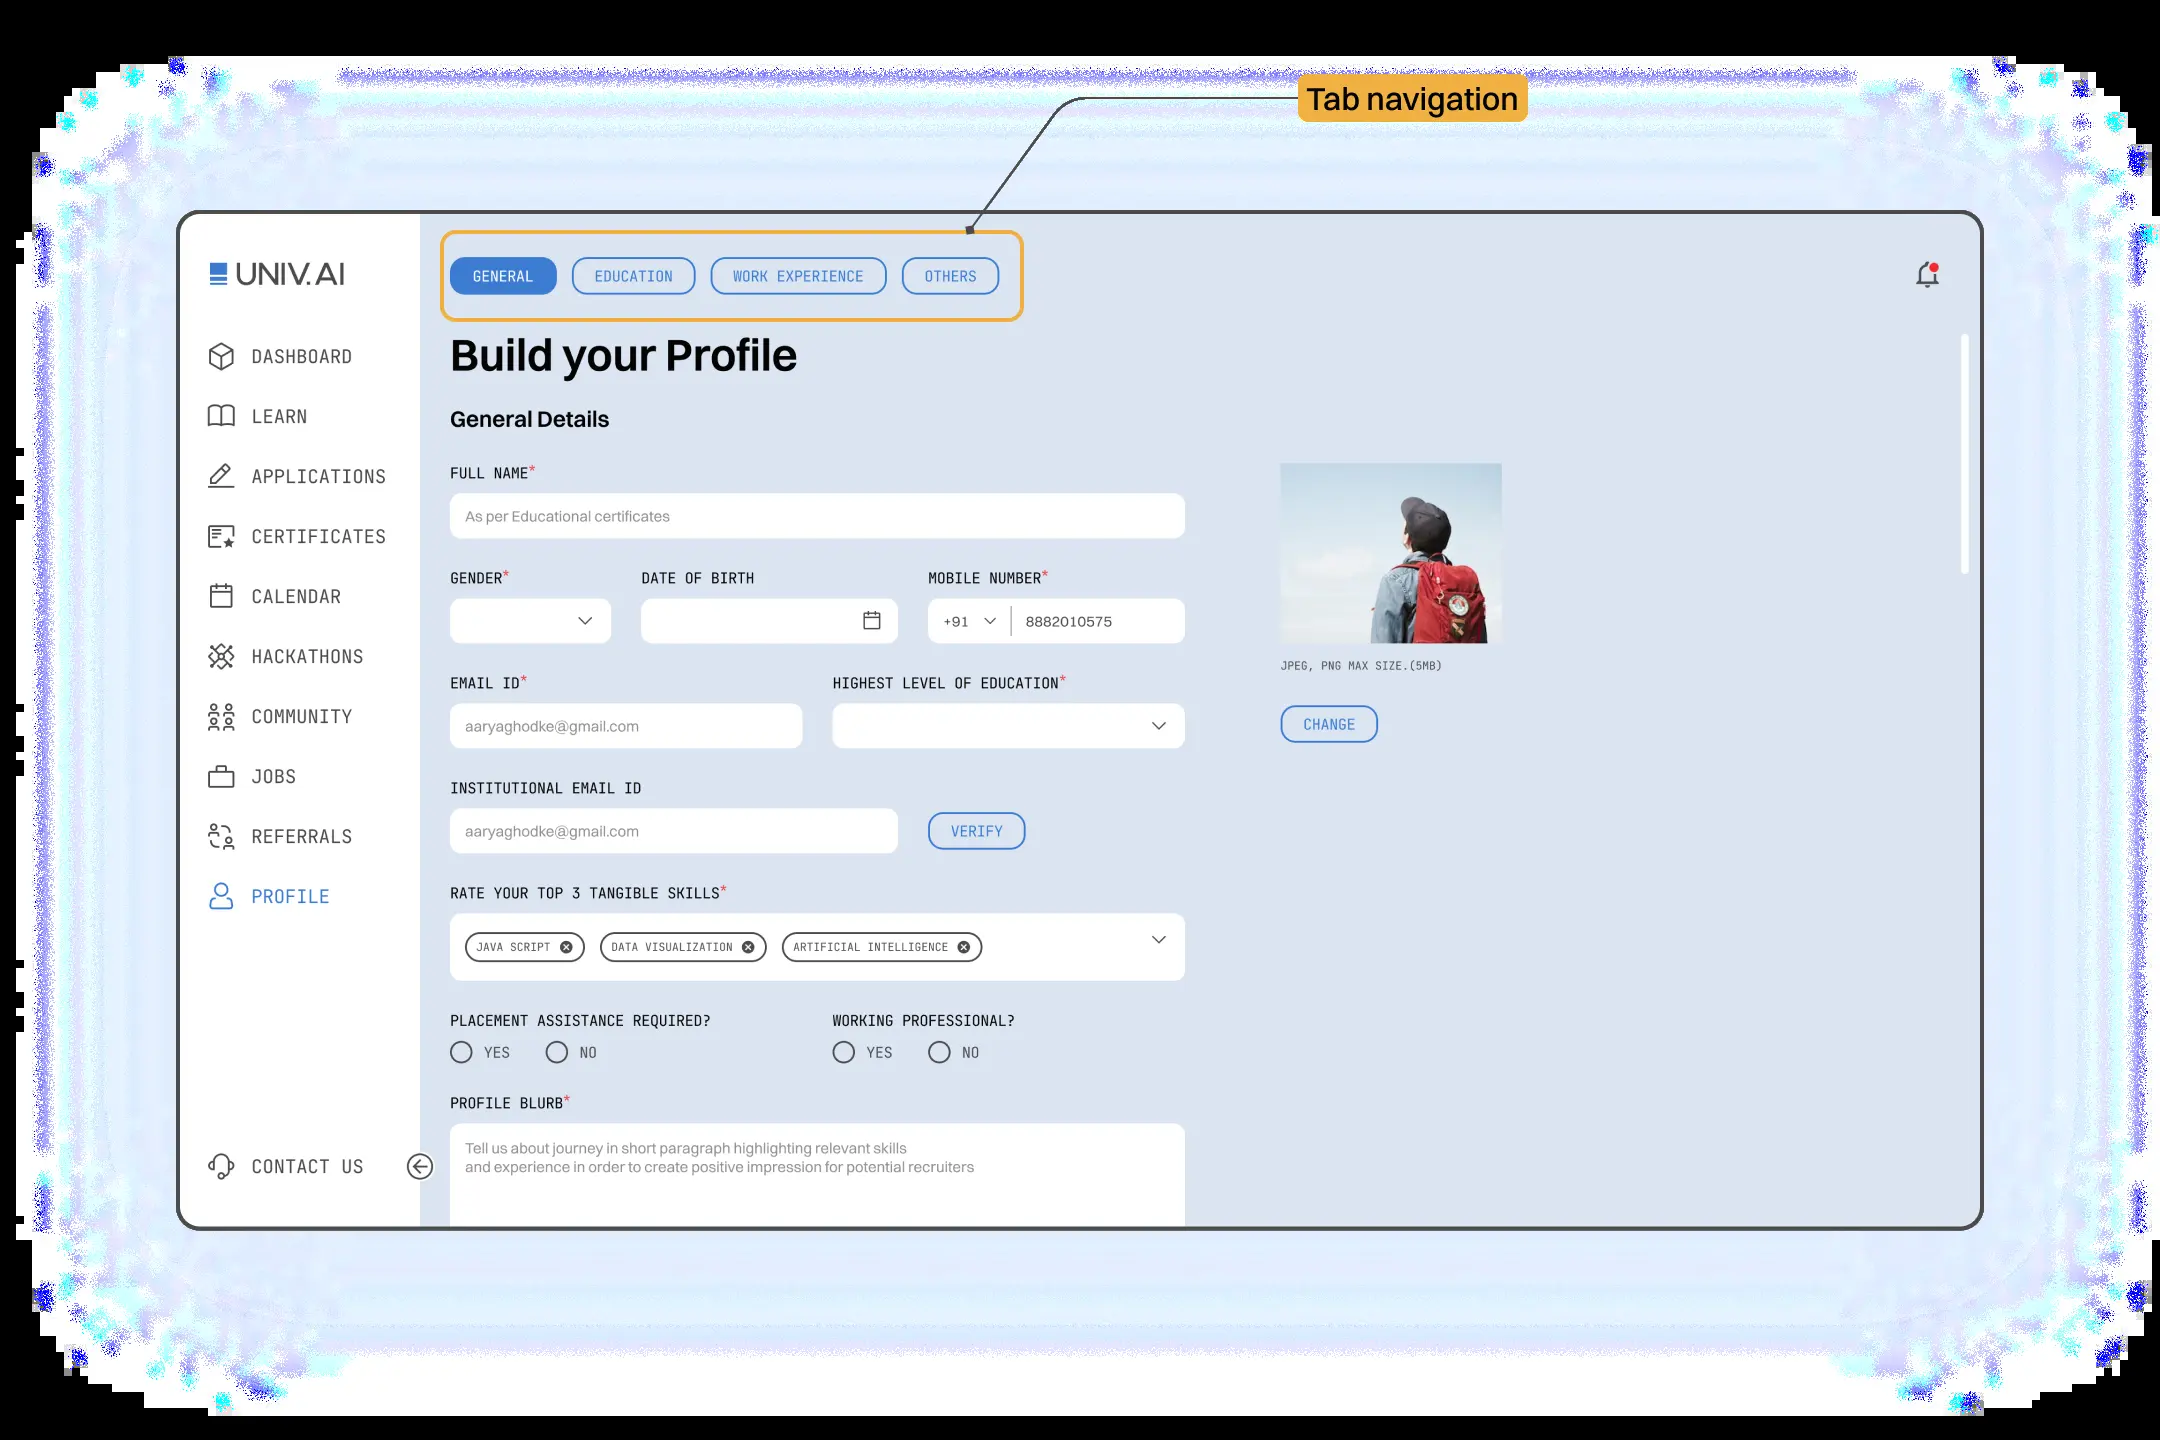 Tab navigation
UNIV.AI
DASHBOARD
LEARN
APPLICATIONS
CERTIFICATES
CALENDAR
HACKATHONS
COMMUNITY
JOBS
REFERRALS
PROFILE
CONTACT US
GENERAL EDUCATION WORK EXPERIENCE OTHERS
Build your Profile
General Details
FULL NAME*
As per Educational certificates
GENDER* DATE OF BIRTH MOBILE NUMBER*
+91 8882010575
EMAIL ID* HIGHEST LEVEL OF EDUCATION*
aaryaghodke@gmail.com
INSTITUTIONAL EMAIL ID
aaryaghodke@gmail.com VERIFY
RATE YOUR TOP 3 TANGIBLE SKILLS*
JAVA SCRIPT DATA VISUALIZATION ARTIFICIAL INTELLIGENCE
PLACEMENT ASSISTANCE REQUIRED? WORKING PROFESSIONAL?
YES NO YES NO
PROFILE BLURB*
Tell us about journey in short paragraph highlighting relevant skills
and experience in order to create positive impression for potential recruiters
JPEG, PNG MAX SIZE.(5MB)
CHANGE